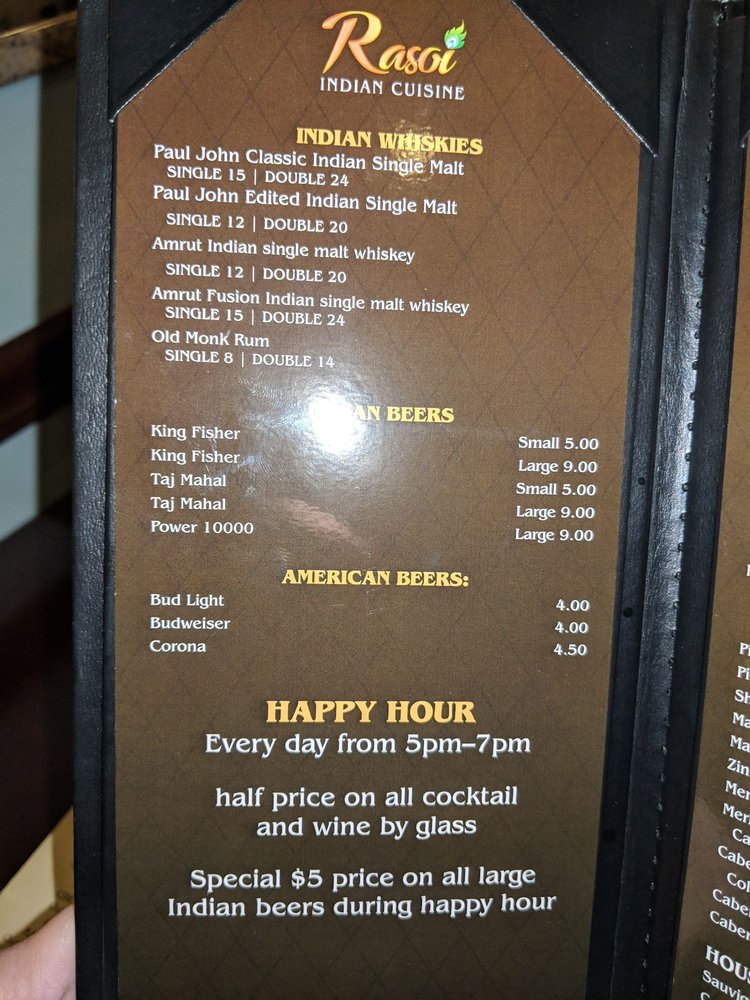 Rasoi
INDIAN CUISINE
INDIAN WHISKIES
Paul John Classic Indian Single Malt
SINGLE 15 | DOUBLE 24
Paul John Edited Indian Single Malt
SINGLE 12 | DOUBLE 20
Amrut Indian single malt whiskey
SINGLE 12 | DOUBLE 20
Amrut Fusion Indian single malt whiskey
SINGLE 15 | DOUBLE 24
Old Monk Rum
SINGLE 8 | DOUBLE 14
BEERS
King Fisher Small 5.00
King Fisher Large 9.00
Taj Mahal Small 5.00
Taj Mahal Large 9.00
Power 10000 Large 9.00
AMERICAN BEERS:
Bud Light 4.00
Budweiser 4.00
Corona 4.50
HAPPY HOUR
Every day from 5pm–7pm
half price on all cocktail
and wine by glass
Special $5 price on all large
Indian beers during happy hour